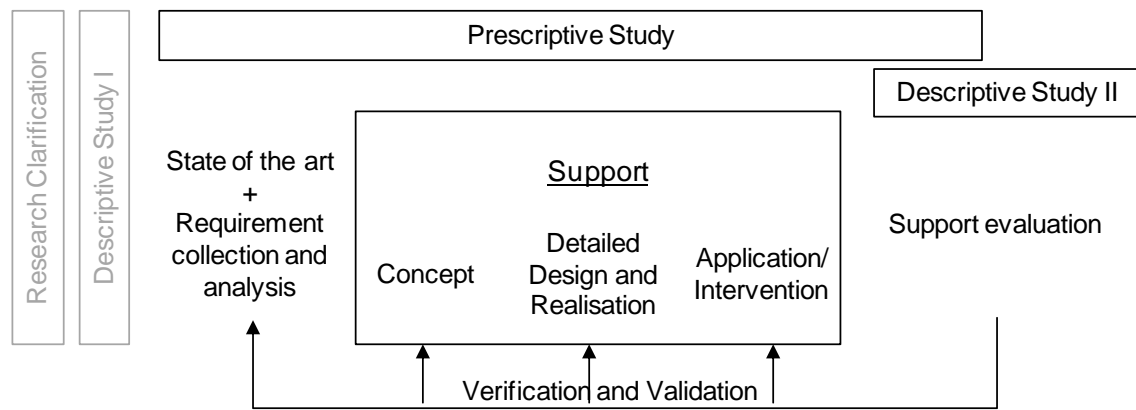 Research Clarification
Descriptive Study I
Prescriptive Study
Descriptive Study II
State of the art
+
Requirement
collection and
analysis
Support
Concept
Detailed
Design and
Realisation
Application/
Intervention
Support evaluation
Verification and Validation